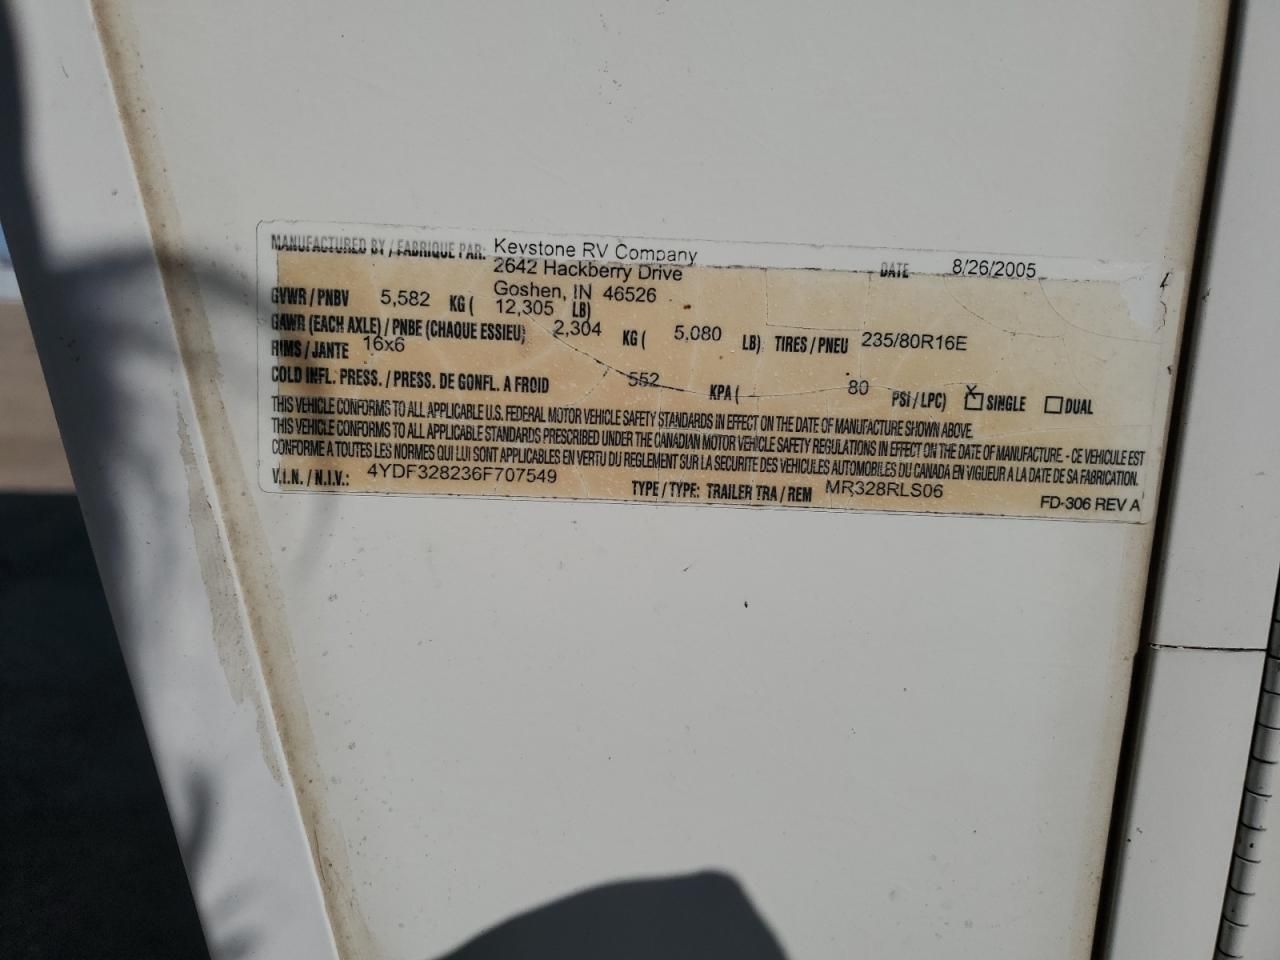 MANUFACTURED BY / FABRIQUE PAR: Keystone RV Company DATE 8/26/2005
2642 Hackberry Drive
Goshen, IN 46526
GVWR / PNBV 5,582 KG ( 12,305 LB)
GAWR (EACH AXLE) / PNBE (CHAQUE ESSIEU) 2,304 KG ( 5,080 LB) TIRES / PNEU 235/80R16E
RIMS / JANTE 16x6
COLD INFL. PRESS. / PRESS. DE GONFL. A FROID 552 KPA ( 80 PSI / LPC) X SINGLE DUAL
THIS VEHICLE CONFORMS TO ALL APPLICABLE U.S. FEDERAL MOTOR VEHICLE SAFETY STANDARDS IN EFFECT ON THE DATE OF MANUFACTURE SHOWN ABOVE.
THIS VEHICLE CONFORMS TO ALL APPLICABLE STANDARDS PRESCRIBED UNDER THE CANADIAN MOTOR VEHICLE SAFETY REGULATIONS IN EFFECT ON THE DATE OF MANUFACTURE. - CE VEHICULE EST
CONFORME A TOUTES LES NORMES QUI LUI SONT APPLICABLES EN VERTU DU REGLEMENT SUR LA SECURITE DES VEHICULES AUTOMOBILES DU CANADA EN VIGUEUR A LA DATE DE SA FABRICATION.
V.I.N. / N.I.V.: 4YDF328236F707549 TYPE / TYPE: TRAILER TRA / REM MR328RLS06
FD-306 REV A